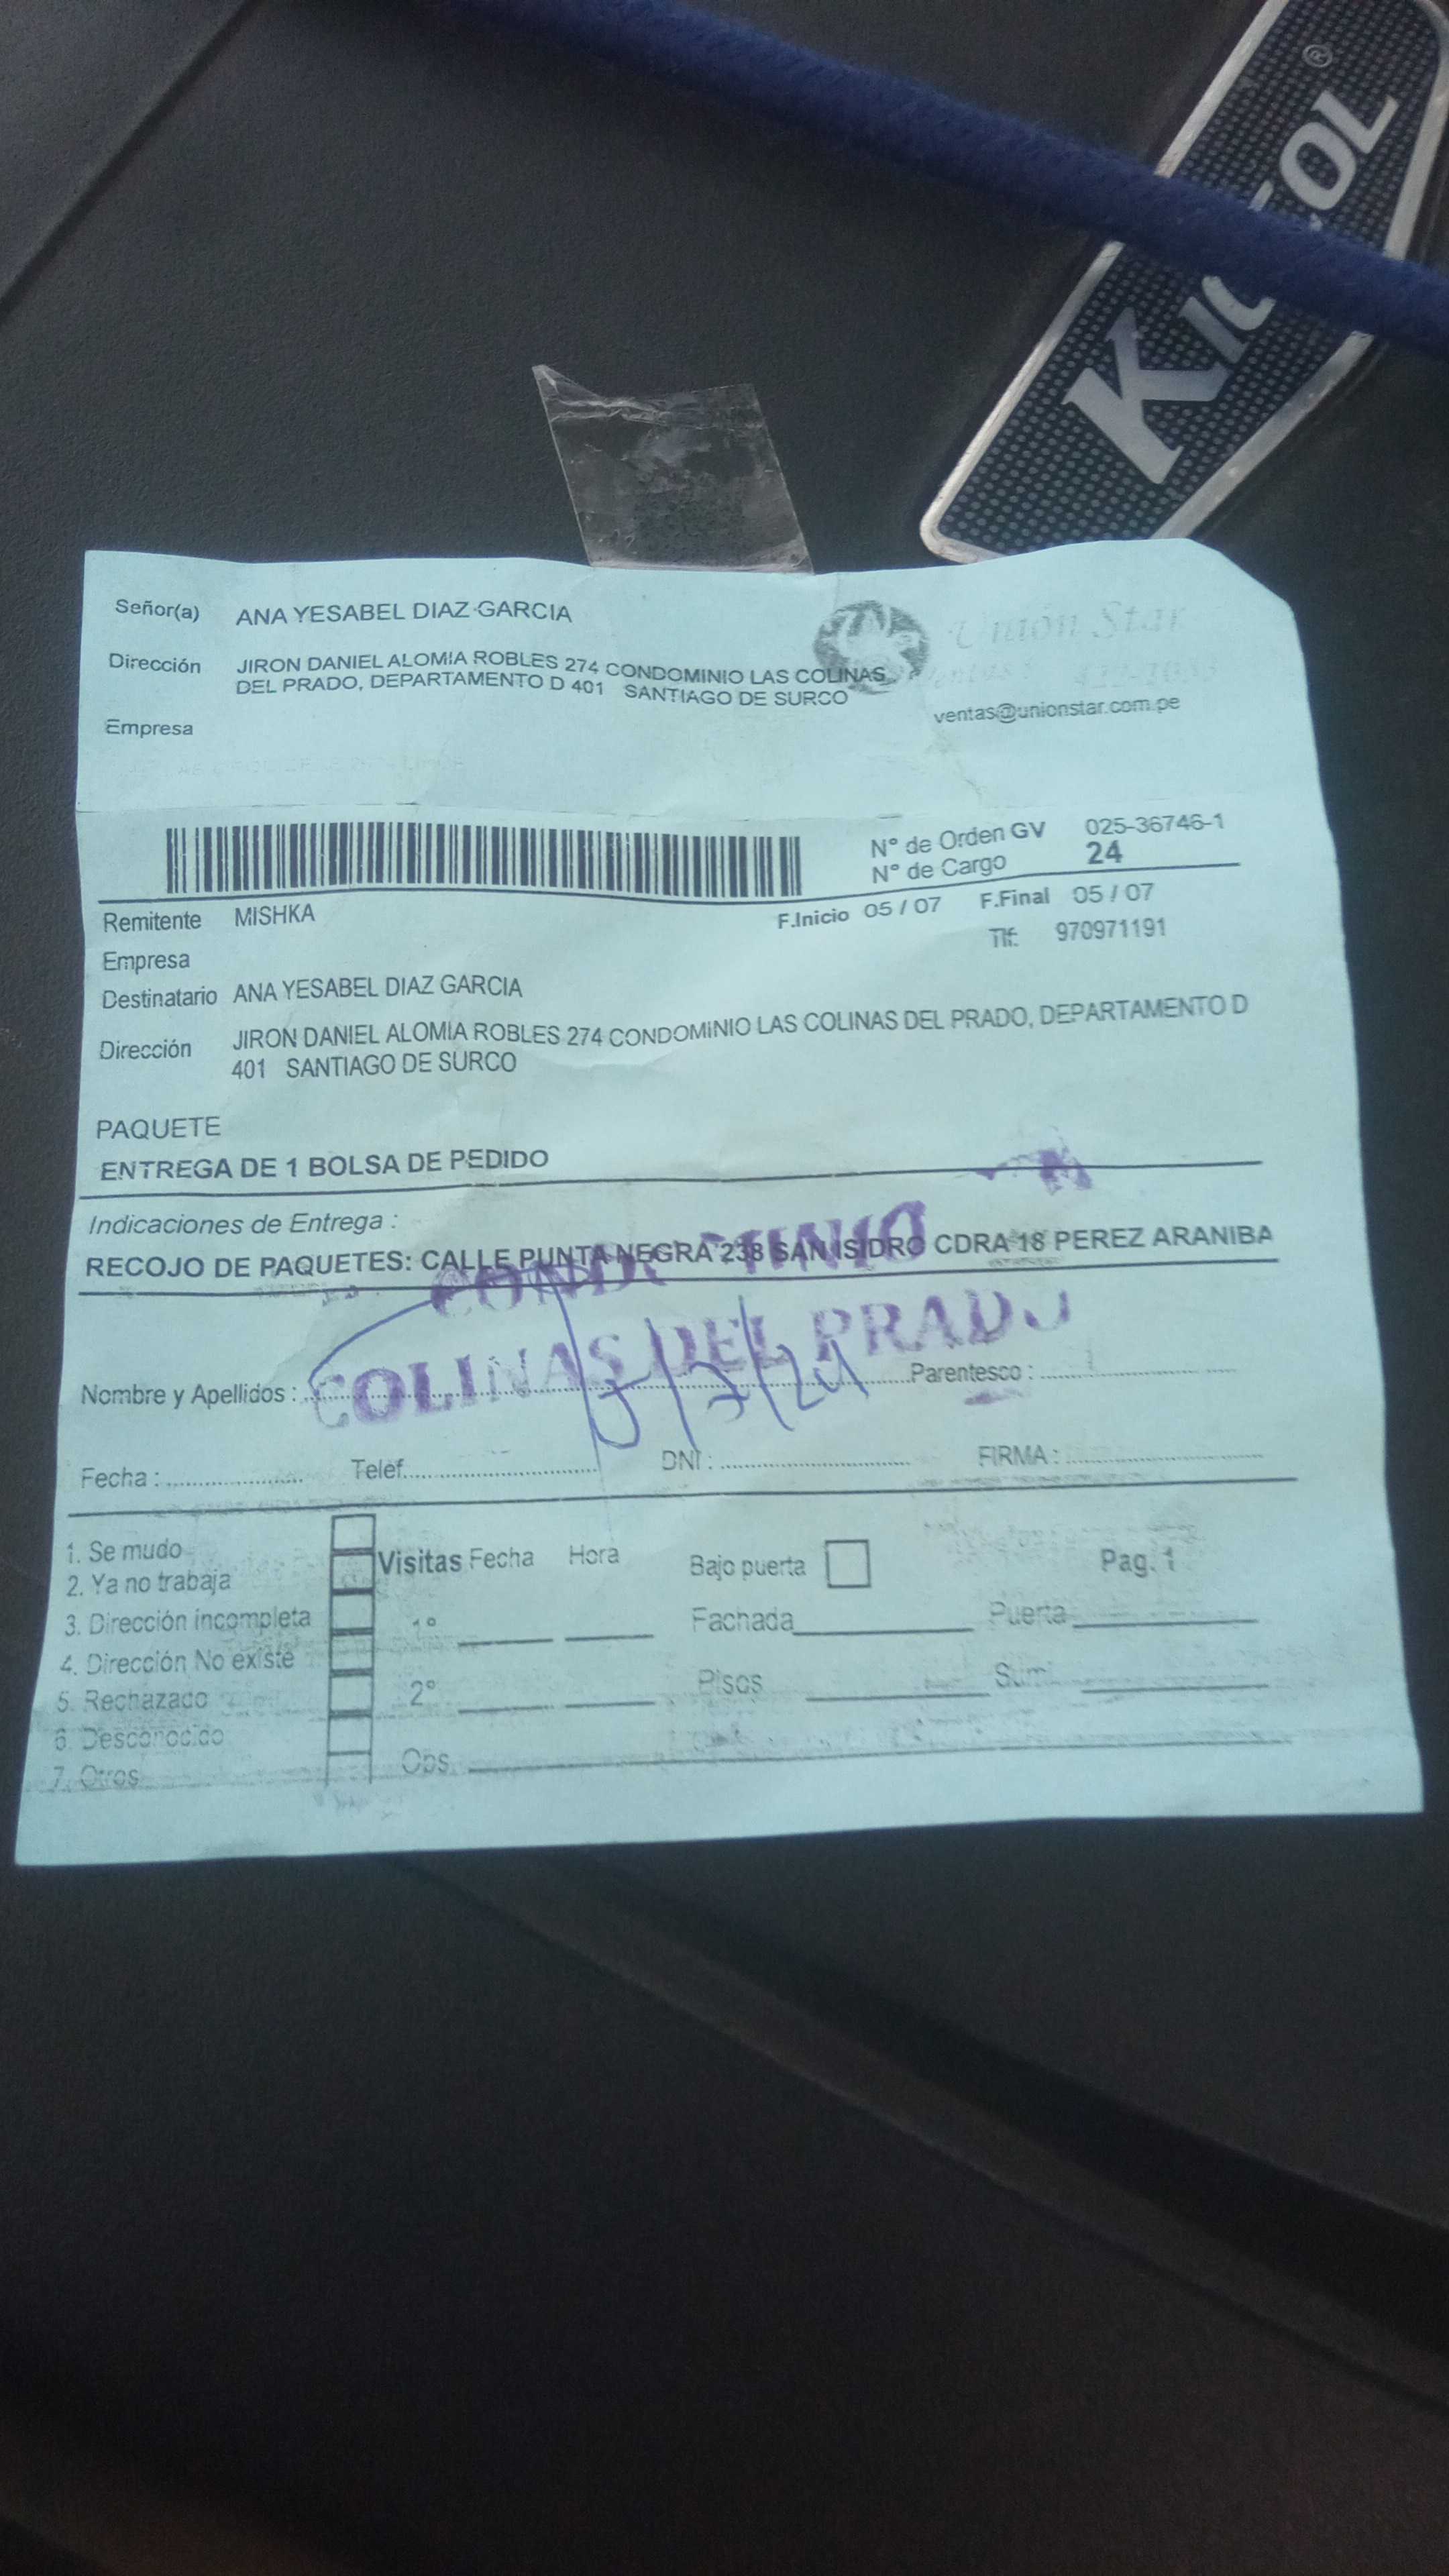 KICOL ®
Señor(a) ANA YESABEL DIAZ GARCIA
Unión Star
Dirección JIRON DANIEL ALOMIA ROBLES 274 CONDOMINIO LAS COLINAS
DEL PRADO, DEPARTAMENTO D 401 SANTIAGO DE SURCO
Ventas
Empresa
ventas@unionstar.com.pe
N° de Orden GV 025-36746-1
N° de Cargo 24
Remitente MISHKA
F.Inicio 05 / 07 F.Final 05 / 07
Empresa
Tlf: 970971191
Destinatario ANA YESABEL DIAZ GARCIA
Dirección JIRON DANIEL ALOMIA ROBLES 274 CONDOMINIO LAS COLINAS DEL PRADO, DEPARTAMENTO D
401 SANTIAGO DE SURCO
PAQUETE
ENTREGA DE 1 BOLSA DE PEDIDO
Indicaciones de Entrega :
RECOJO DE PAQUETES: CALLE PUNTA NEGRA 238 SAN ISIDRO CDRA 18 PEREZ ARANIBA
CONDOMINIO
COLINAS DEL PRADO
Nombre y Apellidos : Parentesco :
Fecha : Telef. DNI : FIRMA :
1. Se mudo
2. Ya no trabaja
3. Dirección incompleta
4. Dirección No existe
5. Rechazado
6. Desconocido
7. Otros
Visitas Fecha Hora Bajo puerta Pag. 1
1° Fachada Puerta
2° Pisos Sumi.
Obs.